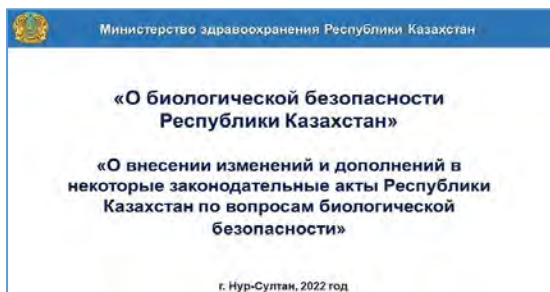 Министерство здравоохранения Республики Казахстан
«О биологической безопасности
Республики Казахстан»
«О внесении изменений и дополнений в
некоторые законодательные акты Республики
Казахстан по вопросам биологической
безопасности»
г. Нур-Султан, 2022 год